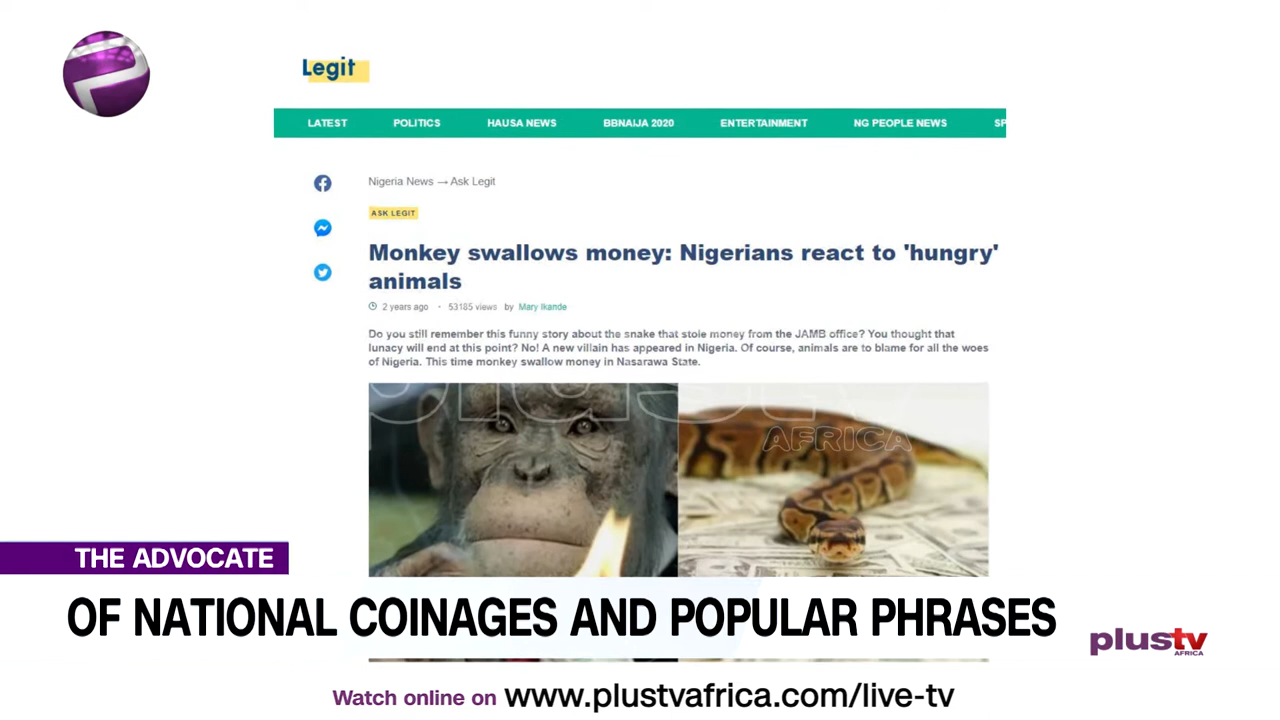 Legit
LATEST POLITICS HAUSA NEWS BBNAIJA 2020 ENTERTAINMENT NG PEOPLE NEWS SP
Nigeria News → Ask Legit
ASK LEGIT
Monkey swallows money: Nigerians react to 'hungry'
animals
2 years ago • 53185 views by Mary Ikande
Do you still remember this funny story about the snake that stole money from the JAMB office? You thought that
lunacy will end at this point? No! A new villain has appeared in Nigeria. Of course, animals are to blame for all the woes
of Nigeria. This time monkey swallow money in Nasarawa State.
plustv
AFRICA
THE ADVOCATE
OF NATIONAL COINAGES AND POPULAR PHRASES
plustv
AFRICA
Watch online on www.plustvafrica.com/live-tv